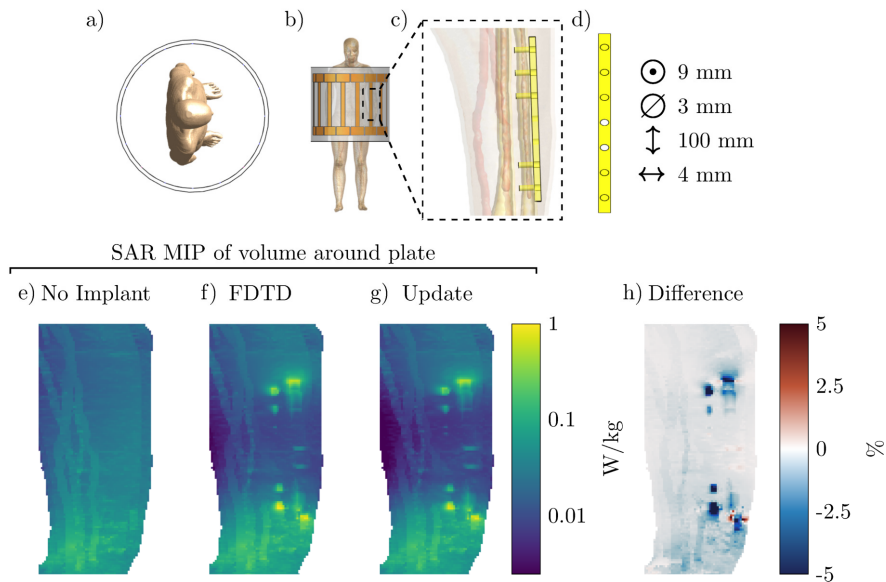 a)
b)
c)
d)
9 mm
3 mm
100 mm
4 mm
SAR MIP of volume around plate
e) No Implant
f) FDTD
g) Update
h) Difference
1
0.1
0.01
W/kg
5
2.5
0
-2.5
-5
%